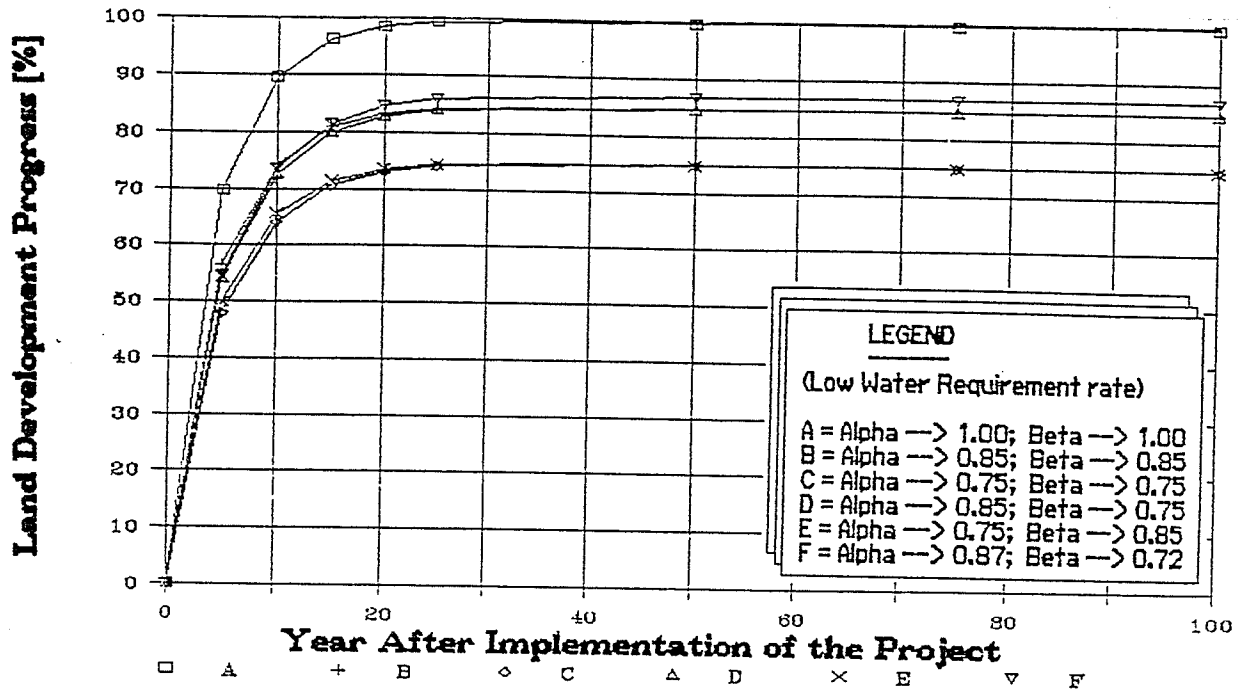 Land Development Progress [%]
100
90
80
70
60
50
40
30
20
10
0
LEGEND
(Low Water Requirement rate)
A = Alpha —> 1.00; Beta —> 1.00
B = Alpha —> 0.85; Beta —> 0.85
C = Alpha —> 0.75; Beta —> 0.75
D = Alpha —> 0.85; Beta —> 0.75
E = Alpha —> 0.75; Beta —> 0.85
F = Alpha —> 0.87; Beta —> 0.72
0 20 40 60 80 100
Year After Implementation of the Project
A B C D E F